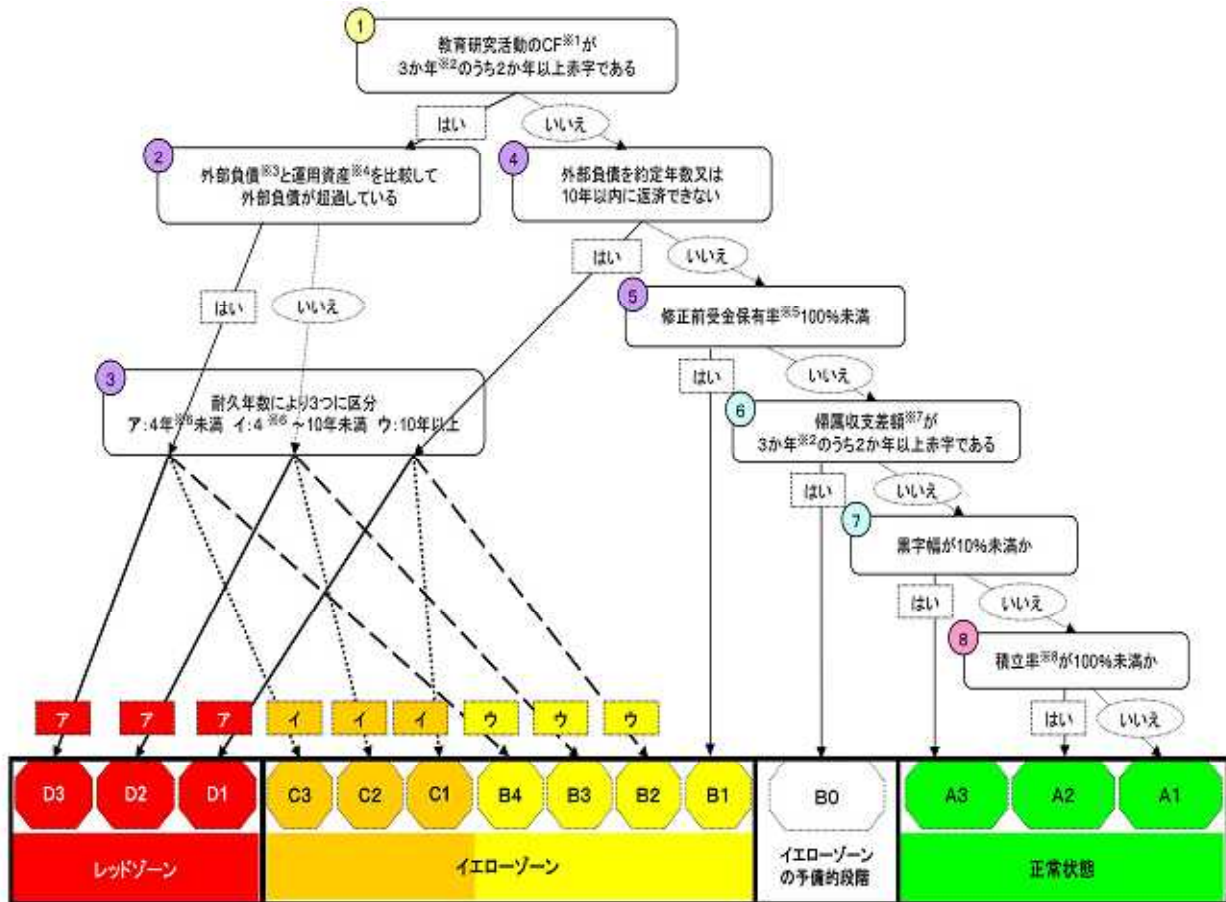 1
教育研究活動のCF※1が
3か年※2のうち2か年以上赤字である
はい
いいえ
2
外部負債※3と運用資産※4を比較して
外部負債が超過している
4
外部負債を約定年数又は
10年以内に返済できない
はい
いいえ
はい
いいえ
5
修正前受金保有率※5100%未満
はい
いいえ
3
耐久年数により3つに区分
ア:4年※6未満 イ:4※6~10年未満 ウ:10年以上
6
帰属収支差額※7が
3か年※2のうち2か年以上赤字である
はい
いいえ
7
黒字幅が10%未満か
はい
いいえ
8
積立率※8が100%未満か
はい
いいえ
ア ア ア イ イ イ ウ ウ ウ
D3 D2 D1 C3 C2 C1 B4 B3 B2 B1 B0 A3 A2 A1
レッドゾーン
イエローゾーン
イエローゾーン
の予備的段階
正常状態